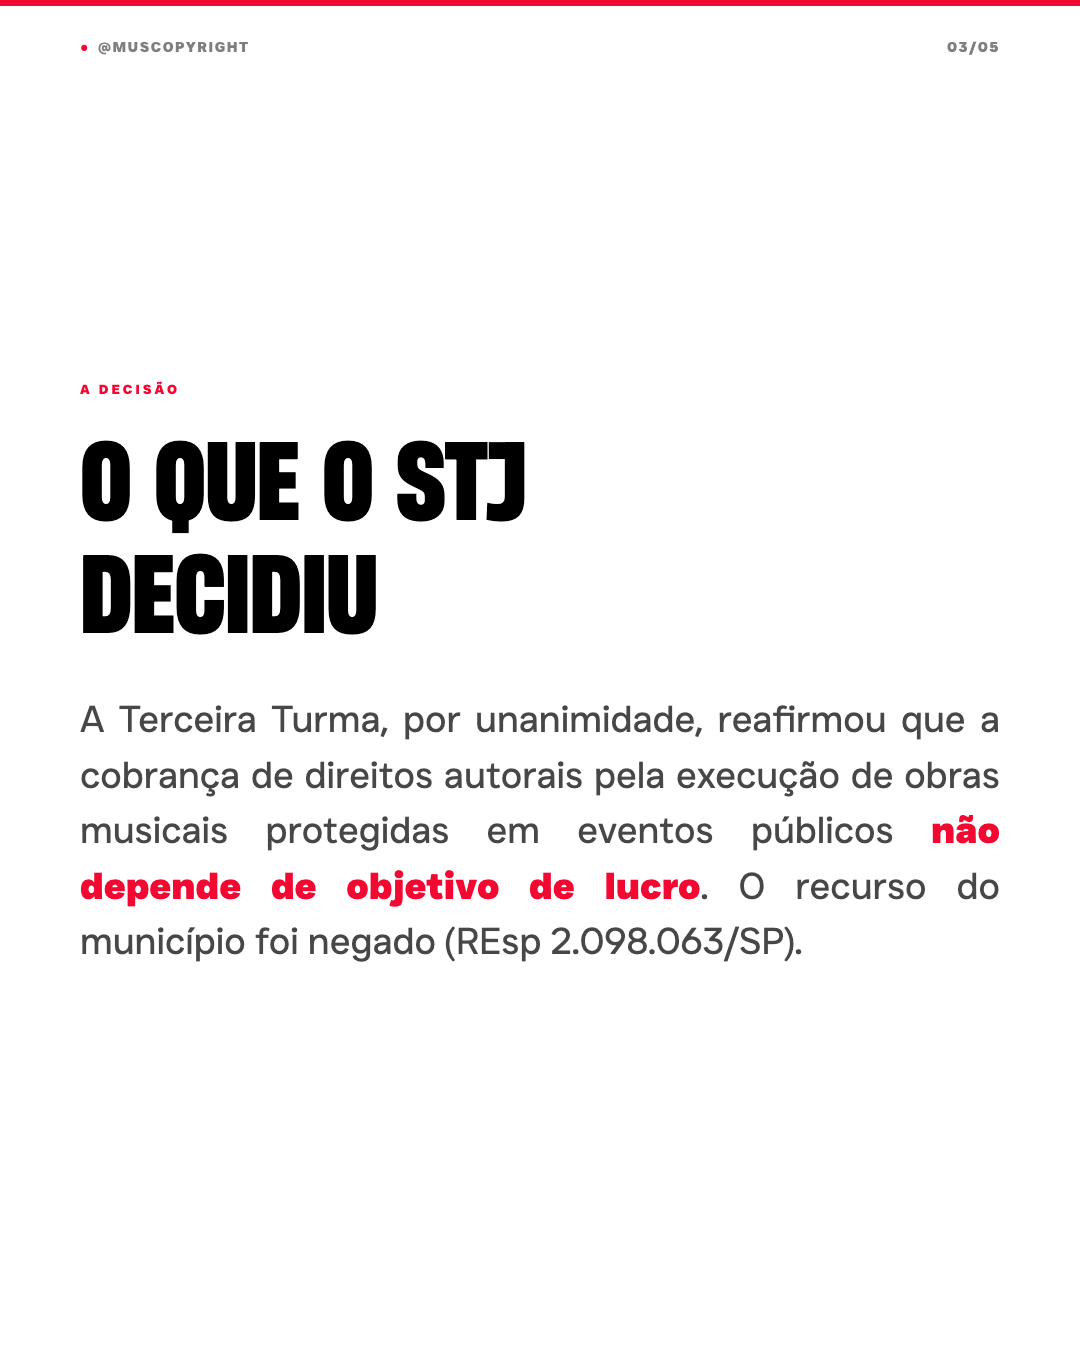 • @MUSCOPYRIGHT
03/05
A DECISÃO
O QUE O STJ
DECIDIU
A Terceira Turma, por unanimidade, reafirmou que a
cobrança de direitos autorais pela execução de obras
musicais protegidas em eventos públicos não
depende de objetivo de lucro. O recurso do
município foi negado (REsp 2.098.063/SP).